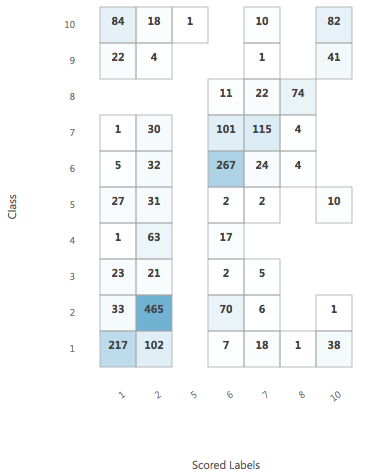 10 84 18 1 10 82
9 22 4 1 41
8 11 22 74
7 1 30 101 115 4
6 5 32 267 24 4
5 27 31 2 2 10
4 1 63 17
3 23 21 2 5
2 33 465 70 6 1
1 217 102 7 18 1 38
1 2 5 6 7 8 10
Class
Scored Labels